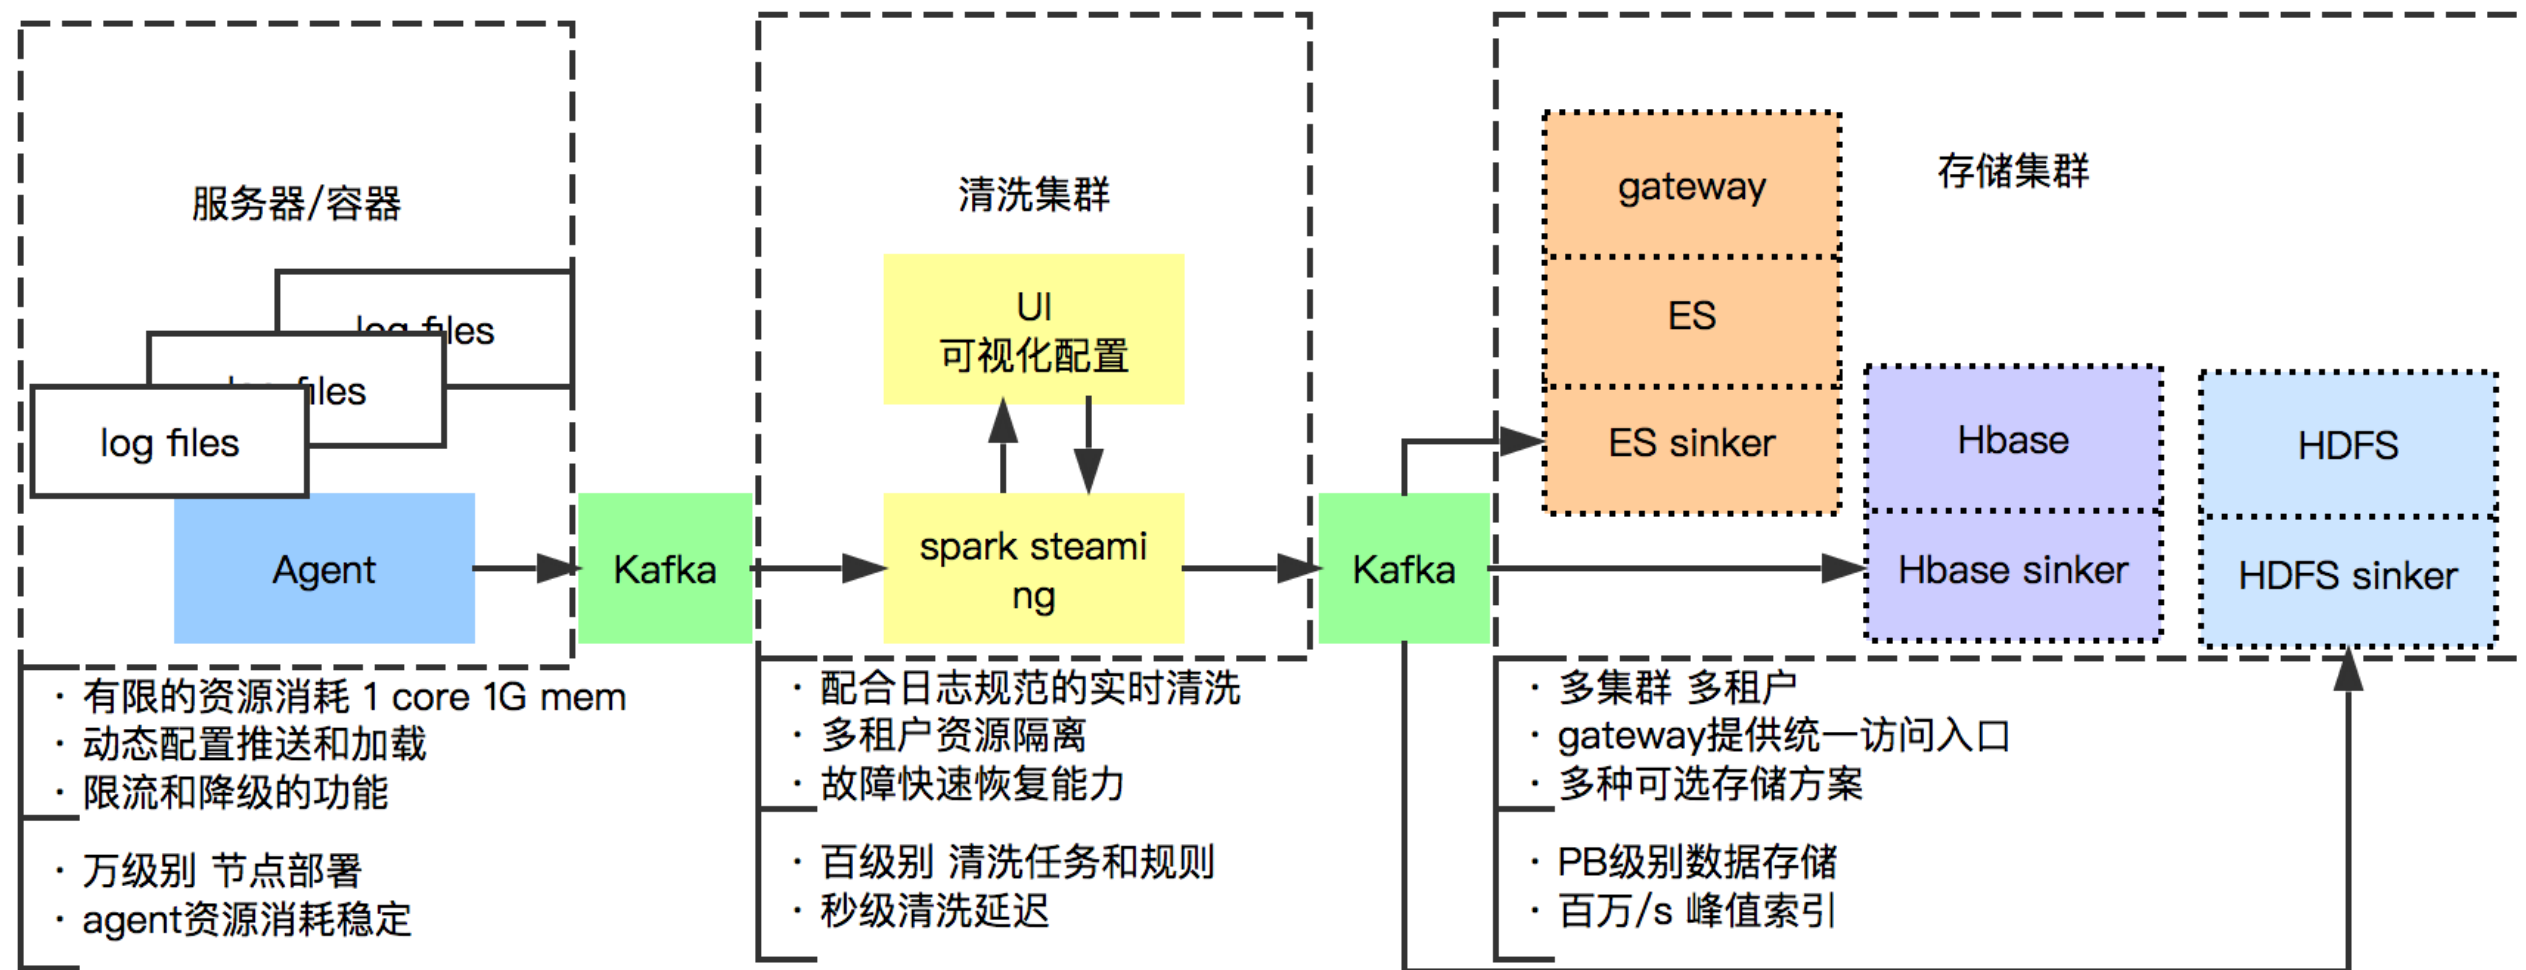 服务器/容器
log files
log files
log files
Agent
· 有限的资源消耗 1 core 1G mem
· 动态配置推送和加载
· 限流和降级的功能
· 万级别 节点部署
· agent资源消耗稳定
Kafka
清洗集群
UI
可视化配置
spark steami
ng
· 配合日志规范的实时清洗
· 多租户资源隔离
· 故障快速恢复能力
· 百级别 清洗任务和规则
· 秒级清洗延迟
Kafka
存储集群
gateway
ES
ES sinker
Hbase
Hbase sinker
HDFS
HDFS sinker
· 多集群 多租户
· gateway提供统一访问入口
· 多种可选存储方案
· PB级别数据存储
· 百万/s 峰值索引